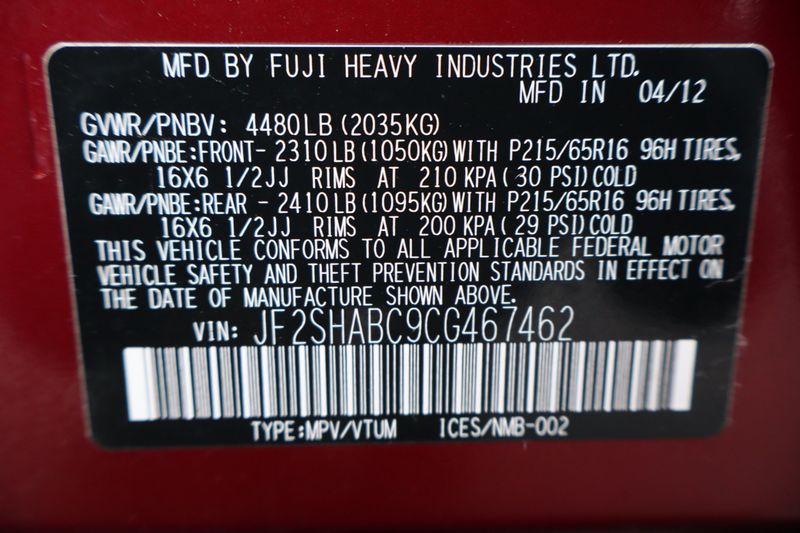 MFD BY FUJI HEAVY INDUSTRIES LTD.
MFD IN 04/12
GVWR/PNBV: 4480LB(2035KG)
GAWR/PNBE:FRONT- 2310LB(1050KG)WITH P215/65R16 96H TIRES,
16X6 1/2JJ RIMS AT 210 KPA(30 PSI)COLD
GAWR/PNBE:REAR -2410LB(1095KG)WITH P215/65R16 96H TIRES,
16X6 1/2JJ RIMS AT 200 KPA(29 PSI)COLD
THIS VEHICLE CONFORMS TO ALL APPLICABLE FEDERAL MOTOR
VEHICLE SAFETY AND THEFT PREVENTION STANDARDS IN EFFECT ON
THE DATE OF MANUFACTURE SHOWN ABOVE.
VIN: JF2SHABC9CG467462
TYPE:MPV/VTUM ICES/NMB-002